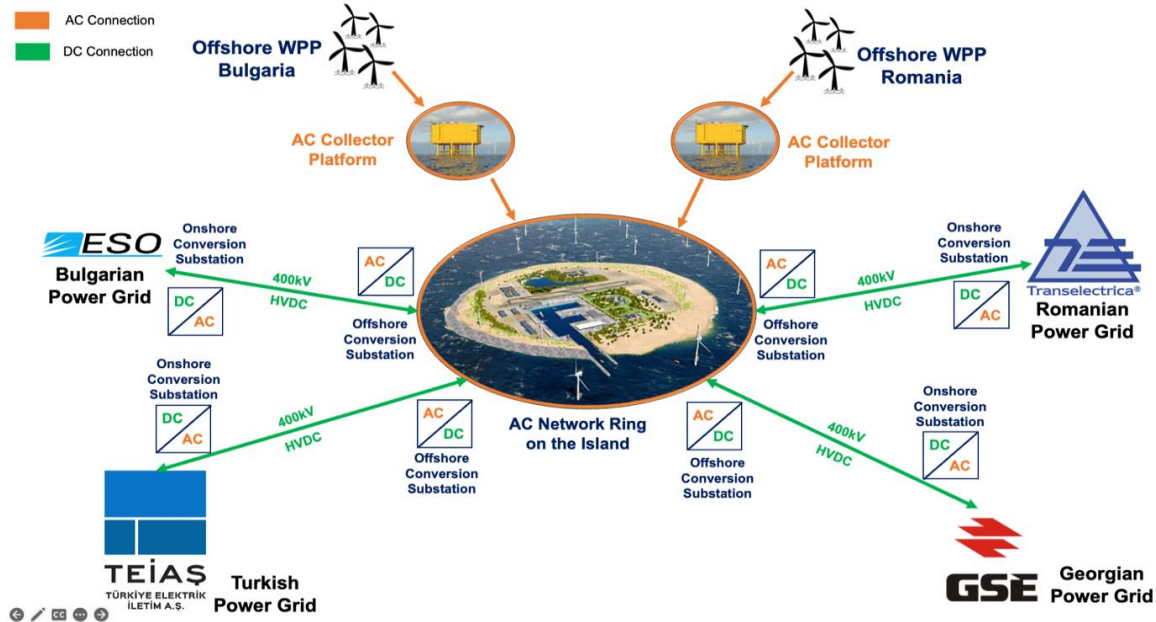 AC Connection
DC Connection
Offshore WPP
Bulgaria
Offshore WPP
Romania
AC Collector
Platform
AC Collector
Platform
ESO
Bulgarian
Power Grid
Onshore
Conversion
Substation
400kV
HVDC
DC
AC
AC
DC
Offshore
Conversion
Substation
AC
DC
Offshore
Conversion
Substation
400kV
HVDC
Onshore
Conversion
Substation
DC
AC
Transelectrica®
Romanian
Power Grid
Onshore
Conversion
Substation
DC
AC
400kV
HVDC
AC
DC
Offshore
Conversion
Substation
AC Network Ring
on the Island
AC
DC
Offshore
Conversion
Substation
400kV
HVDC
Onshore
Conversion
Substation
DC
AC
TEİAŞ
TÜRKİYE ELEKTRİK
İLETİM A.Ş.
Turkish
Power Grid
GSE
Georgian
Power Grid
CC